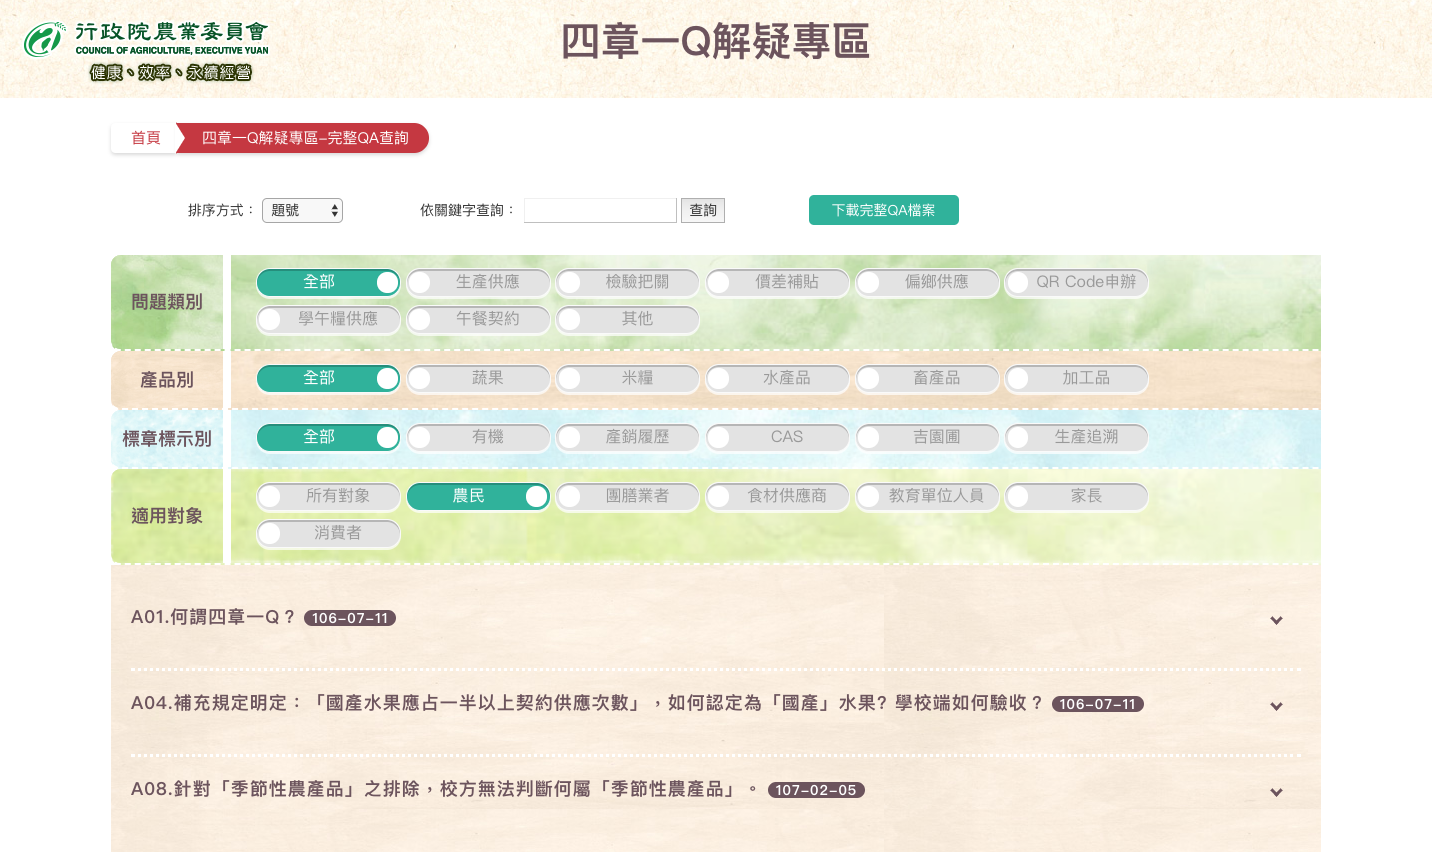 行政院農業委員會
COUNCIL OF AGRICULTURE, EXECUTIVE YUAN
健康、效率、永續經營
四章一Q解疑專區
首頁 四章一Q解疑專區-完整QA查詢
排序方式： 題號 依關鍵字查詢： 查詢 下載完整QA檔案
問題類別
全部 生產供應 檢驗把關 價差補貼 偏鄉供應 QR Code申辦
學午糧供應 午餐契約 其他
產品別 全部 蔬果 米糧 水產品 畜產品 加工品
標章標示別 全部 有機 產銷履歷 CAS 吉園圃 生產追溯
適用對象
所有對象 農民 團膳業者 食材供應商 教育單位人員 家長
消費者
A01.何謂四章一Q？ 106-07-11
A04.補充規定明定：「國產水果應占一半以上契約供應次數」，如何認定為「國產」水果? 學校端如何驗收？ 106-07-11
A08.針對「季節性農產品」之排除，校方無法判斷何屬「季節性農產品」。 107-02-05